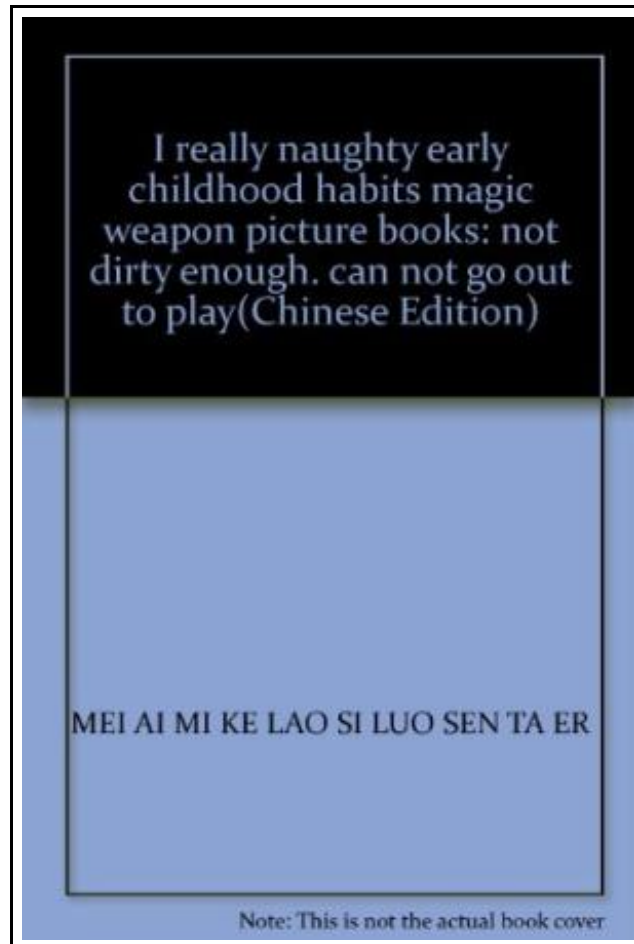 I really naughty early
childhood habits magic
weapon picture books: not
dirty enough. can not go out
to play(Chinese Edition)
MEI AI MI KE LAO SI LUO SEN TA ER
Note: This is not the actual book cover